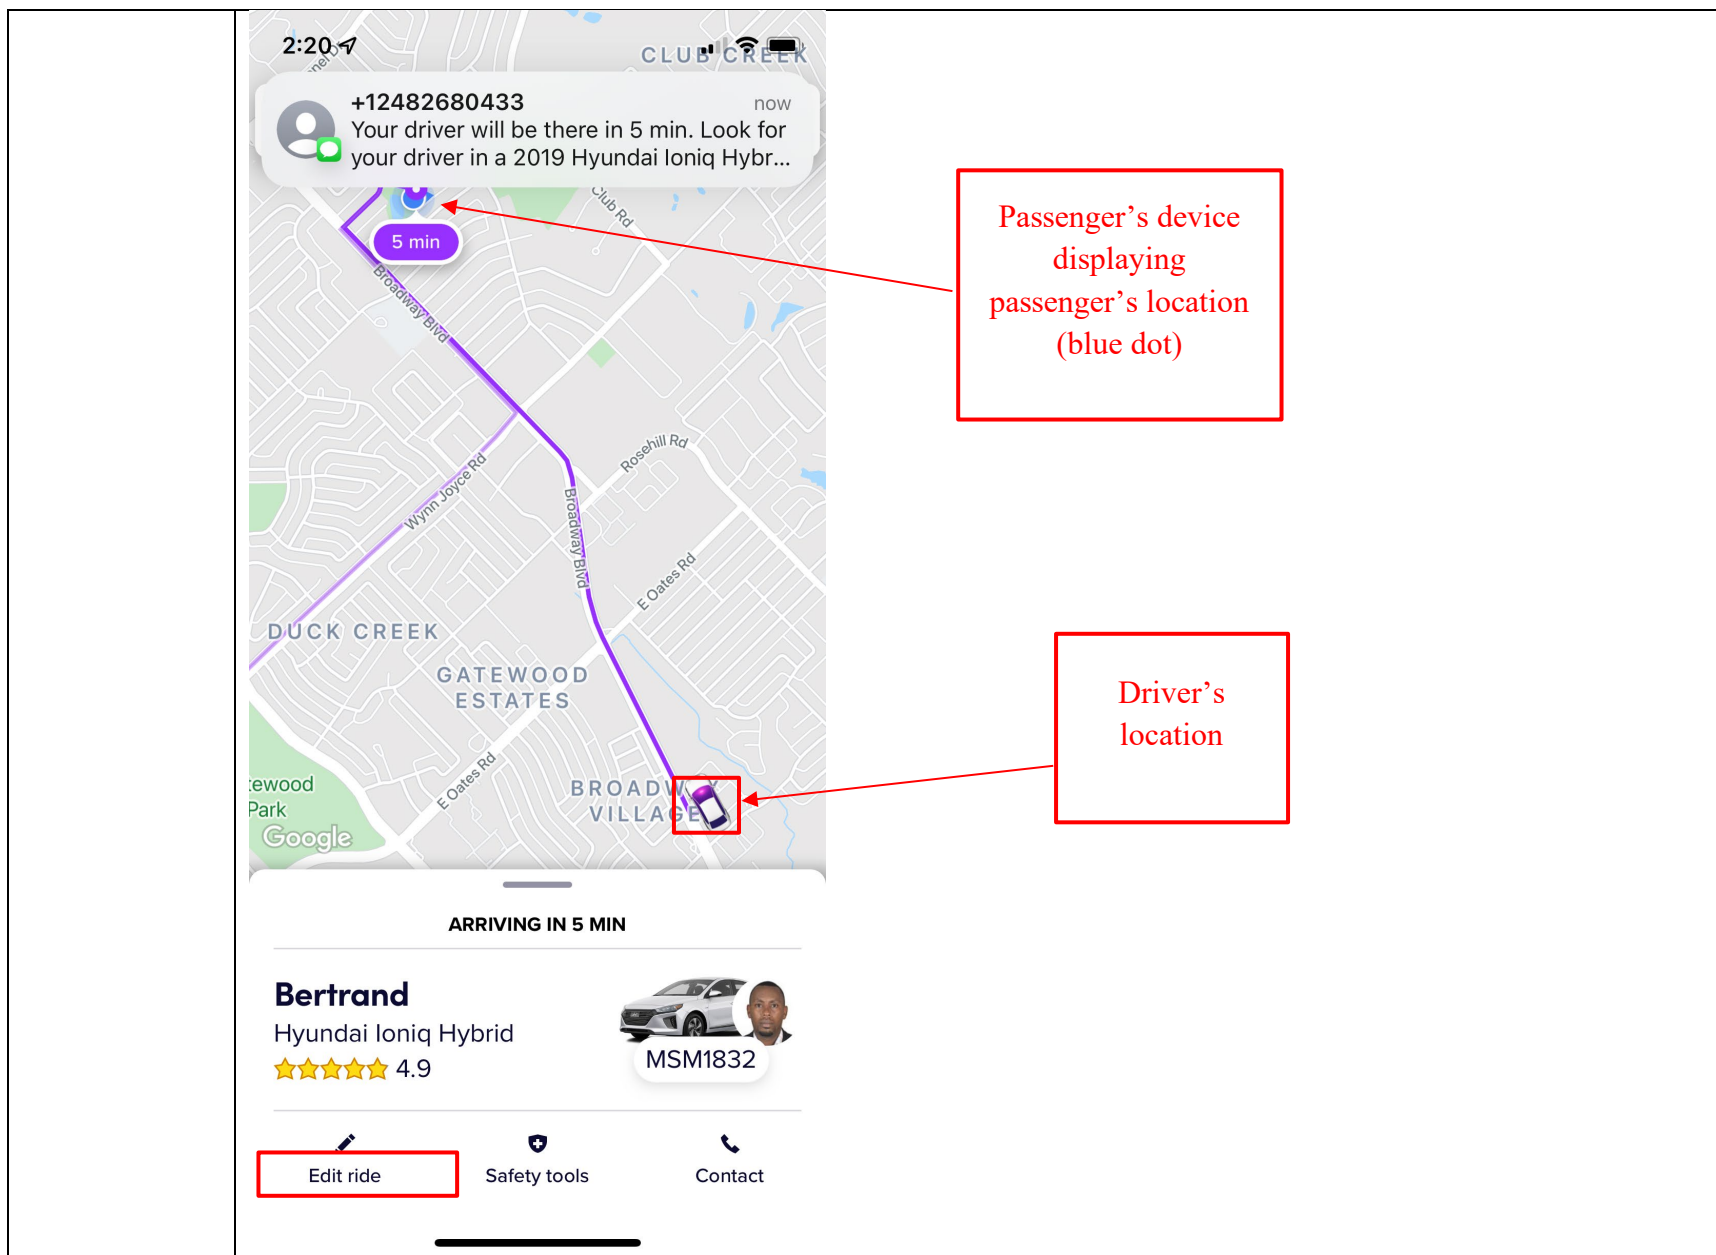 2:20
CLUB CREEK
+12482680433
now
Your driver will be there in 5 min. Look for
your driver in a 2019 Hyundai Ioniq Hybr...
Club Rd
5 min
Broadway Blvd
Passenger’s device
displaying
passenger’s location
(blue dot)
Rosehill Rd
Wynn Joyce Rd
Broadway Blvd
E Oates Rd
DUCK CREEK
GATEWOOD
ESTATES
Driver’s
location
E Oates Rd
tewood
Park
BROADW
VILLAGE
Google
ARRIVING IN 5 MIN
Bertrand
Hyundai Ioniq Hybrid
4.9
MSM1832
Edit ride
Safety tools
Contact